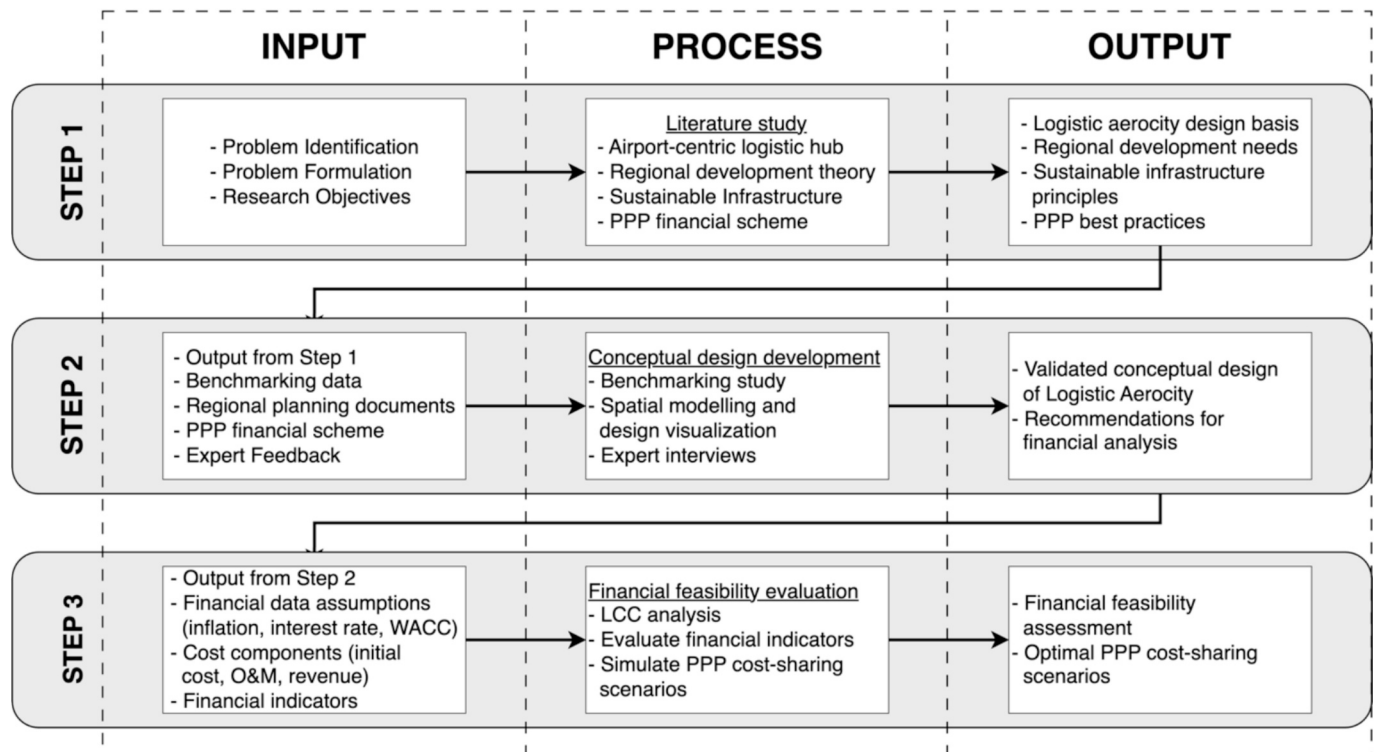 INPUT
PROCESS
OUTPUT
STEP 1
- Problem Identification
- Problem Formulation
- Research Objectives
Literature study
- Airport-centric logistic hub
- Regional development theory
- Sustainable Infrastructure
- PPP financial scheme
- Logistic aerocity design basis
- Regional development needs
- Sustainable infrastructure
principles
- PPP best practices
STEP 2
- Output from Step 1
- Benchmarking data
- Regional planning documents
- PPP financial scheme
- Expert Feedback
Conceptual design development
- Benchmarking study
- Spatial modelling and
design visualization
- Expert interviews
- Validated conceptual design
of Logistic Aerocity
- Recommendations for
financial analysis
STEP 3
- Output from Step 2
- Financial data assumptions
(inflation, interest rate, WACC)
- Cost components (initial
cost, O&M, revenue)
- Financial indicators
Financial feasibility evaluation
- LCC analysis
- Evaluate financial indicators
- Simulate PPP cost-sharing
scenarios
- Financial feasibility
assessment
- Optimal PPP cost-sharing
scenarios